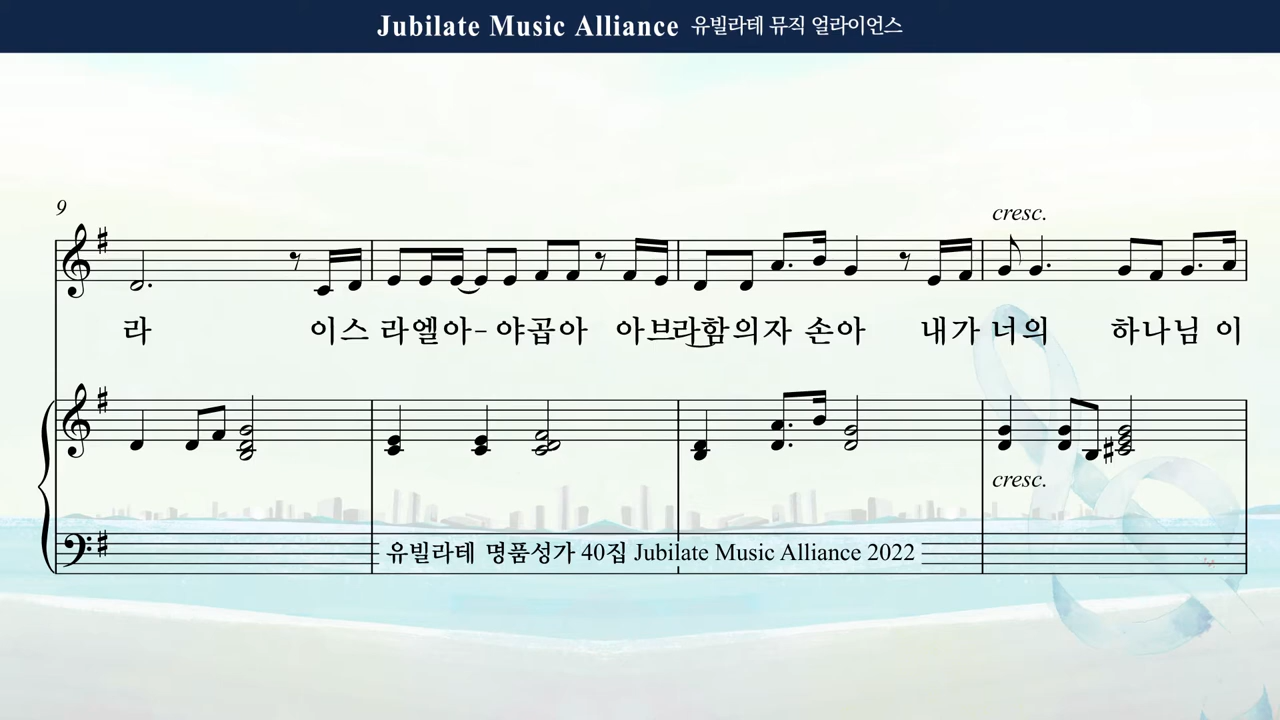 Jubilate Music Alliance 유빌라테 뮤직 얼라이언스
9
cresc.
라 이스 라엘아- 야곱아 아브라함의자 손아 내가 너의 하나님 이
cresc.
유빌라테 명품성가 40집 Jubilate Music Alliance 2022